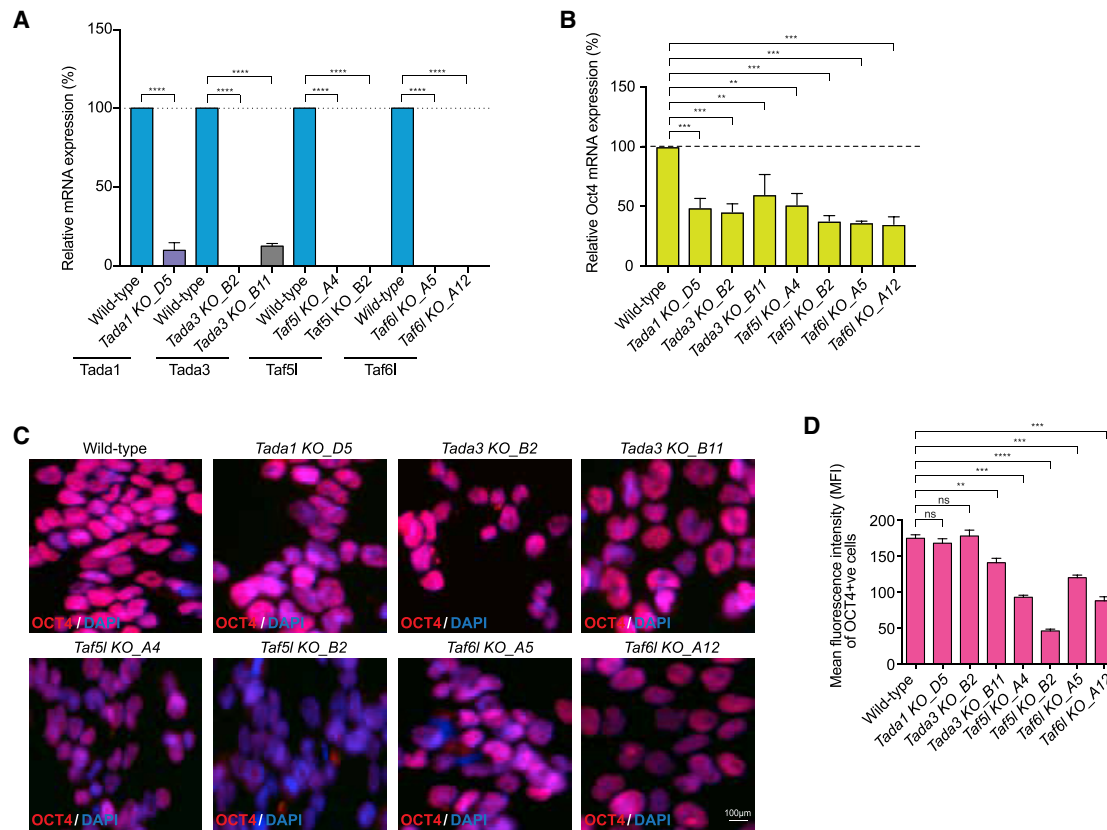 A
150
100
50
0
Relative mRNA expression (%)
****
****
****
****
****
****
****
Wild-type
Tada1 KO_D5
Wild-type
Tada3 KO_B2
Tada3 KO_B11
Wild-type
Taf5l KO_A4
Taf5l KO_B2
Wild-type
Taf6l KO_A5
Taf6l KO_A12
Tada1
Tada3
Taf5l
Taf6l
B
150
100
50
0
Relative Oct4 mRNA expression (%)
***
***
***
**
**
***
***
Wild-type
Tada1 KO_D5
Tada3 KO_B2
Tada3 KO_B11
Taf5l KO_A4
Taf5l KO_B2
Taf6l KO_A5
Taf6l KO_A12
C
Wild-type
Tada1 KO_D5
Tada3 KO_B2
Tada3 KO_B11
OCT4/DAPI
OCT4/DAPI
OCT4/DAPI
OCT4/DAPI
Taf5l KO_A4
Taf5l KO_B2
Taf6l KO_A5
Taf6l KO_A12
OCT4/DAPI
OCT4/DAPI
OCT4/DAPI
OCT4/DAPI
100μm
D
200
150
100
50
0
Mean fluorescence intensity (MFI)
of OCT4+ve cells
***
***
****
***
**
ns
ns
Wild-type
Tada1 KO_D5
Tada3 KO_B2
Tada3 KO_B11
Taf5l KO_A4
Taf5l KO_B2
Taf6l KO_A5
Taf6l KO_A12